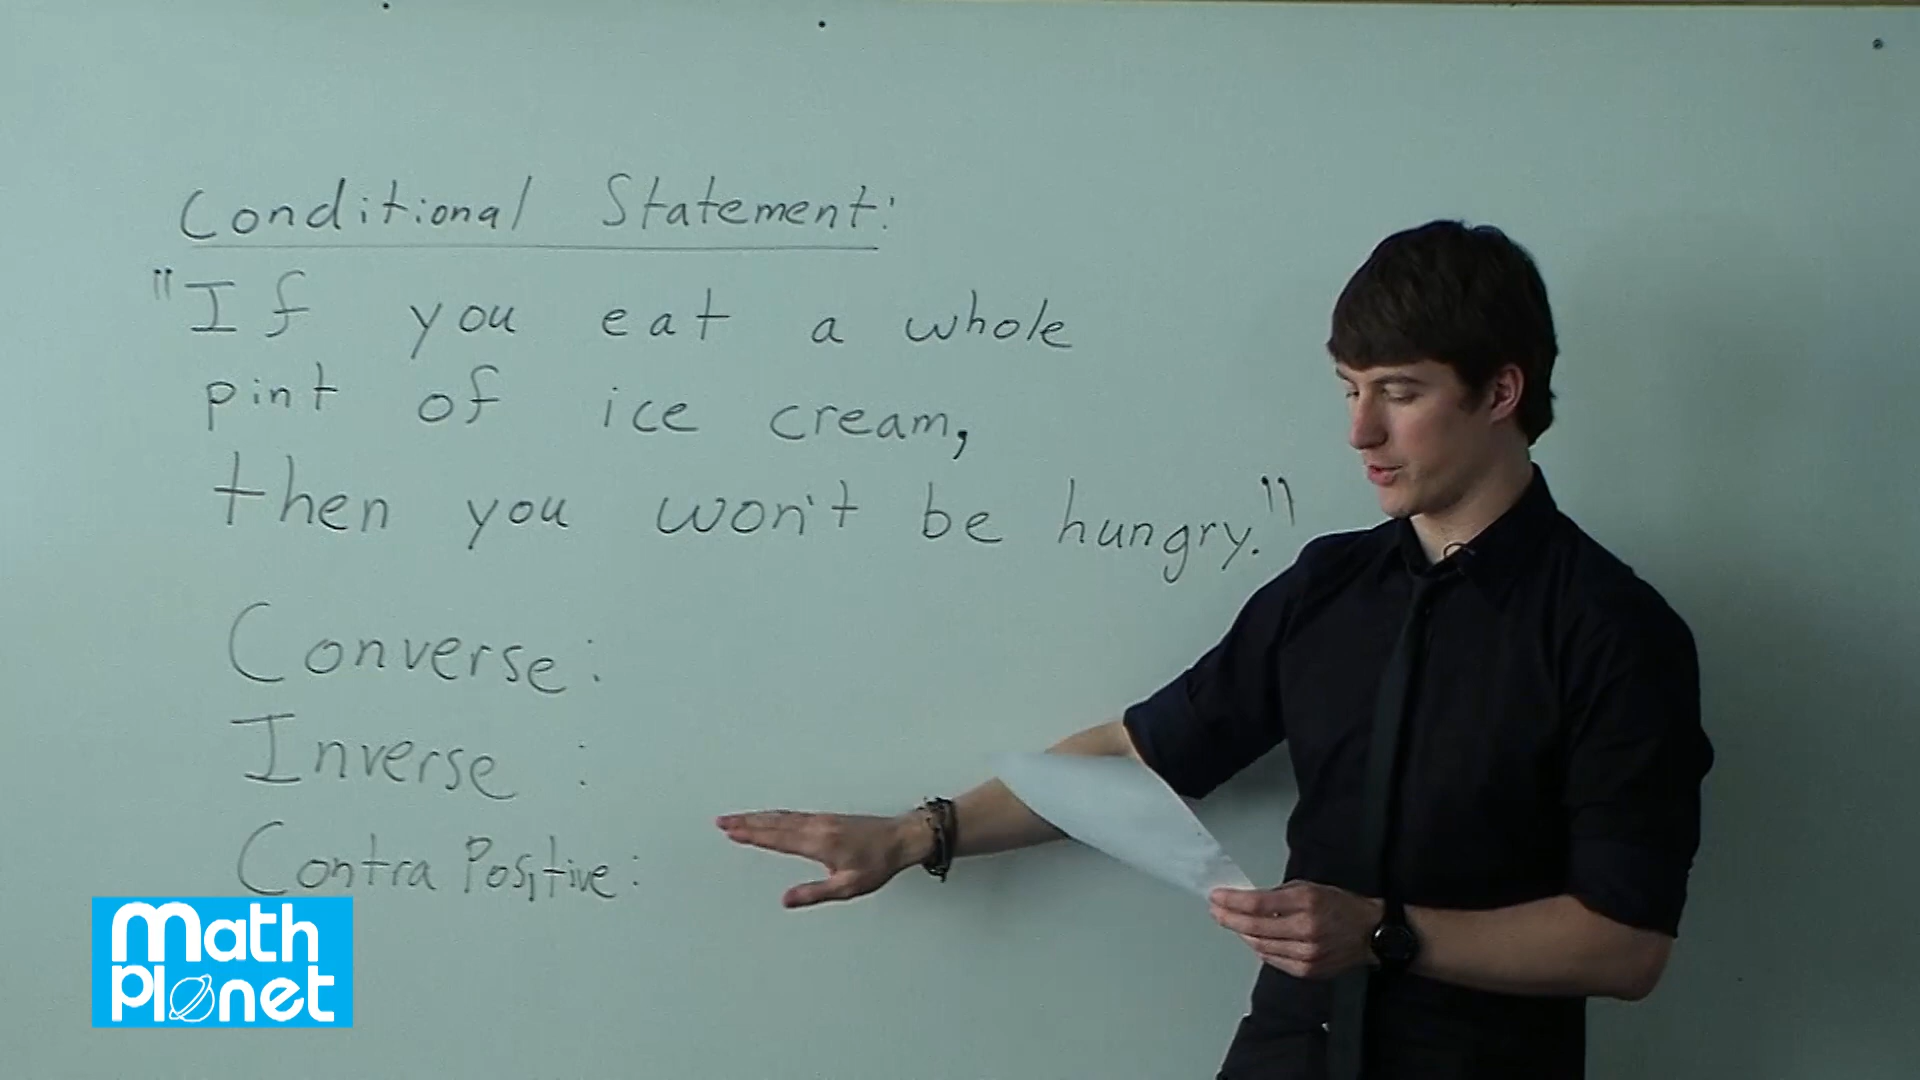 Conditional Statement:
"If you eat a whole
pint of ice cream,
then you won't be hungry."
Converse:
Inverse :
Contra Positive:
math
planet